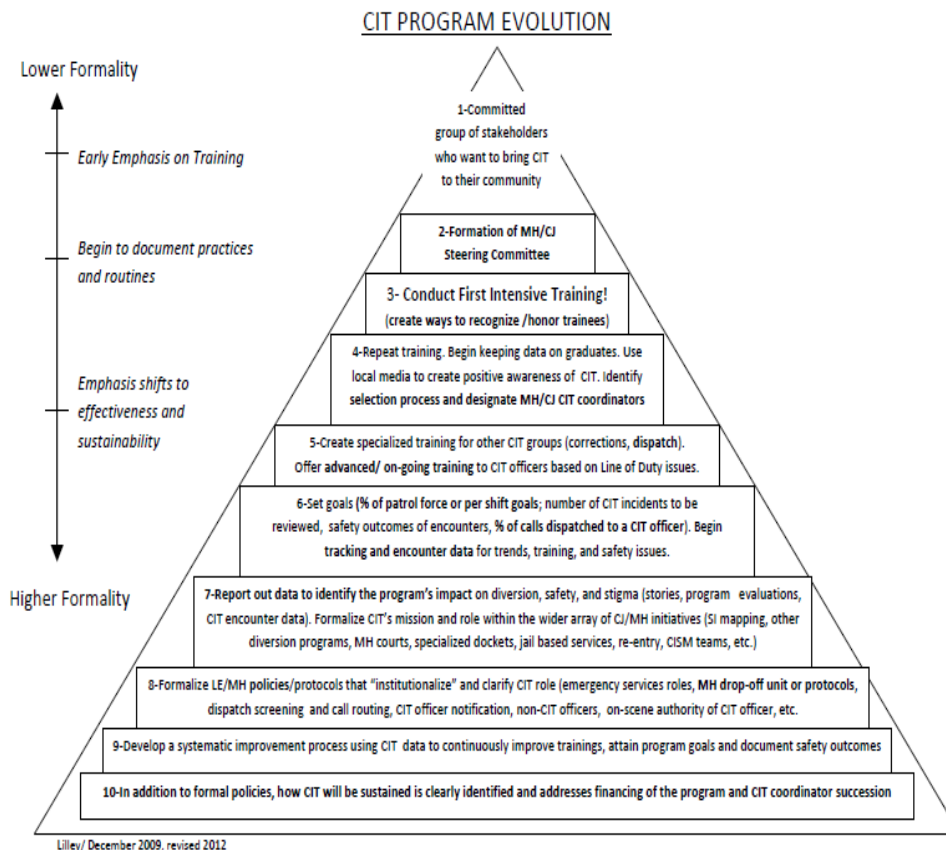 CIT PROGRAM EVOLUTION
Lower Formality
Early Emphasis on Training
Begin to document practices
and routines
Emphasis shifts to
effectiveness and
sustainability
Higher Formality
1-Committed
group of stakeholders
who want to bring CIT
to their community
2-Formation of MH/CJ
Steering Committee
3- Conduct First Intensive Training!
(create ways to recognize /honor trainees)
4-Repeat training. Begin keeping data on graduates. Use
local media to create positive awareness of CIT. Identify
selection process and designate MH/CJ CIT coordinators
5-Create specialized training for other CIT groups (corrections, dispatch).
Offer advanced/ on-going training to CIT officers based on Line of Duty issues.
6-Set goals (% of patrol force or per shift goals; number of CIT incidents to be
reviewed, safety outcomes of encounters, % of calls dispatched to a CIT officer). Begin
tracking and encounter data for trends, training, and safety issues.
7-Report out data to identify the program's impact on diversion, safety, and stigma (stories, program evaluations,
CIT encounter data). Formalize CIT's mission and role within the wider array of CJ/MH initiatives (SI mapping, other
diversion programs, MH courts, specialized dockets, jail based services, re-entry, CISM teams, etc.)
8-Formalize LE/MH policies/protocols that "institutionalize" and clarify CIT role (emergency services roles, MH drop-off unit or protocols,
dispatch screening and call routing, CIT officer notification, non-CIT officers, on-scene authority of CIT officer, etc.
9-Develop a systematic improvement process using CIT data to continuously improve trainings, attain program goals and document safety outcomes
10-In addition to formal policies, how CIT will be sustained is clearly identified and addresses financing of the program and CIT coordinator succession
Lilley/ December 2009, revised 2012